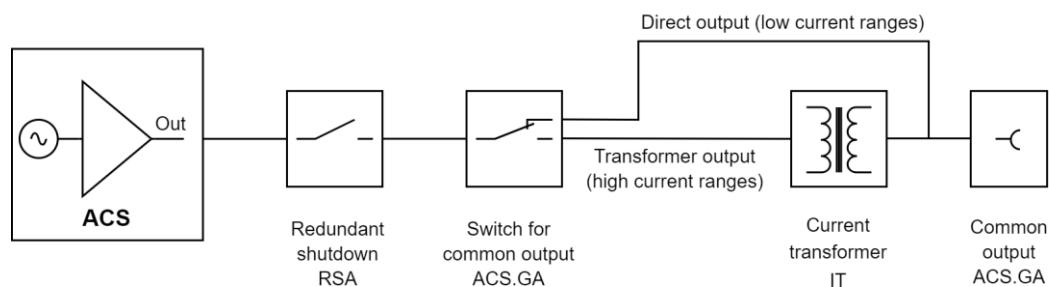 Direct output (low current ranges)
Out
ACS
Transformer output
(high current ranges)
Redundant
shutdown
RSA
Switch for
common output
ACS.GA
Current
transformer
IT
Common
output
ACS.GA